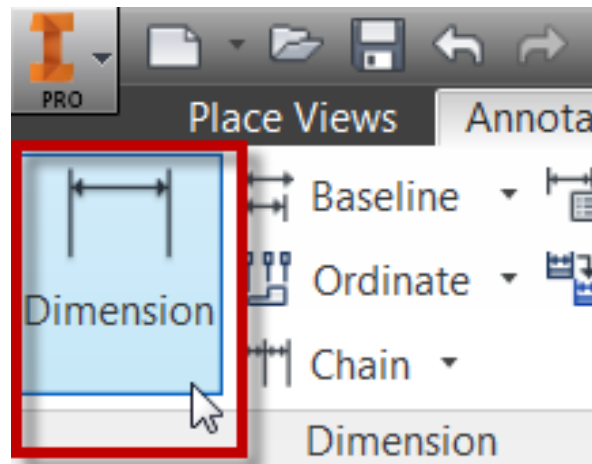 PRO
Place Views Annota
Dimension
Baseline
Ordinate
Chain
Dimension